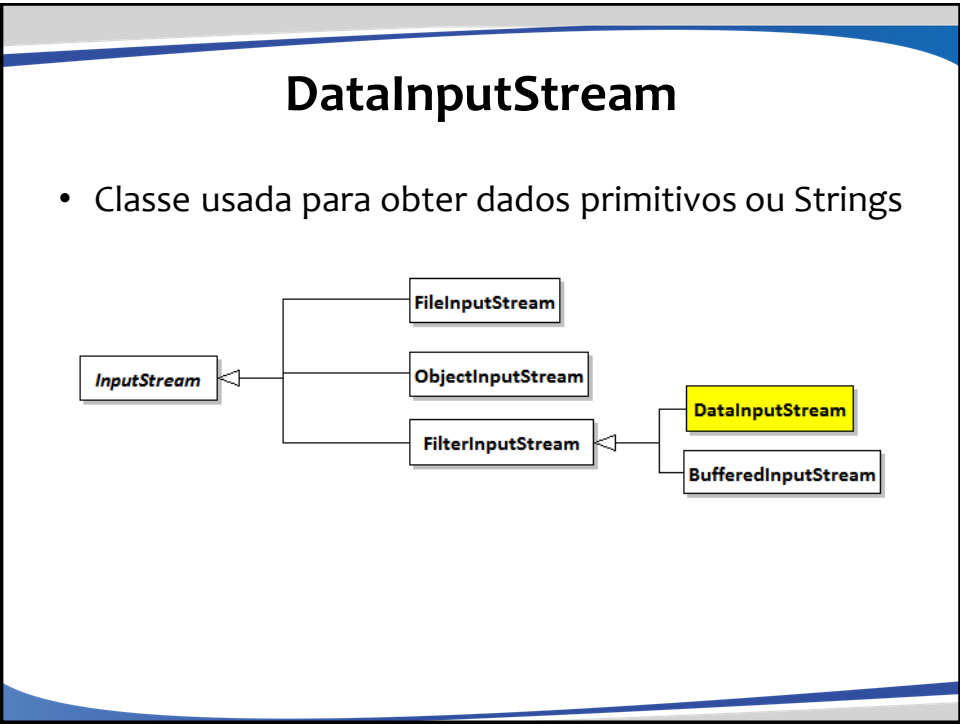 DataInputStream
• Classe usada para obter dados primitivos ou Strings
FileInputStream
InputStream
ObjectInputStream
FilterInputStream
DataInputStream
BufferedInputStream